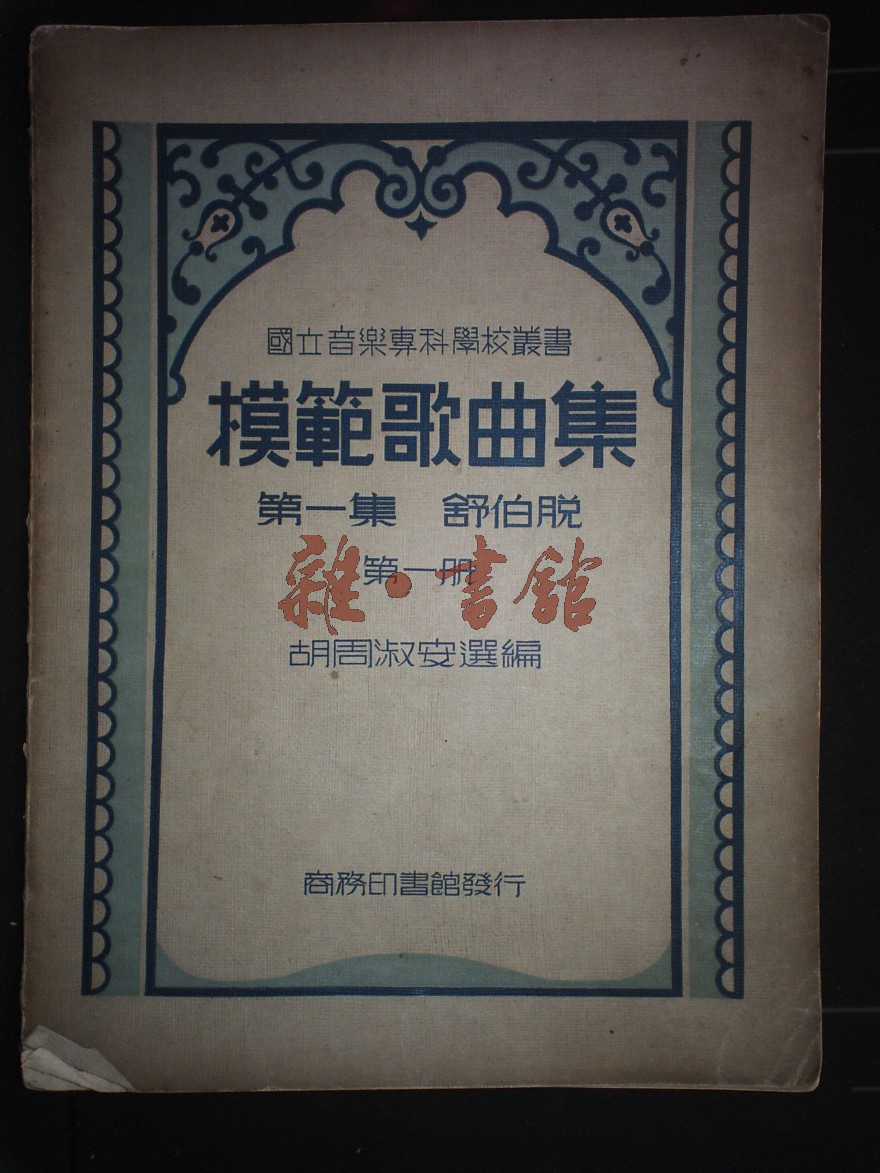 國立音樂專科學校叢書
模範歌曲集
第一集 舒伯脱
第一册
雜·書館
胡周淑安選編
商務印書館發行